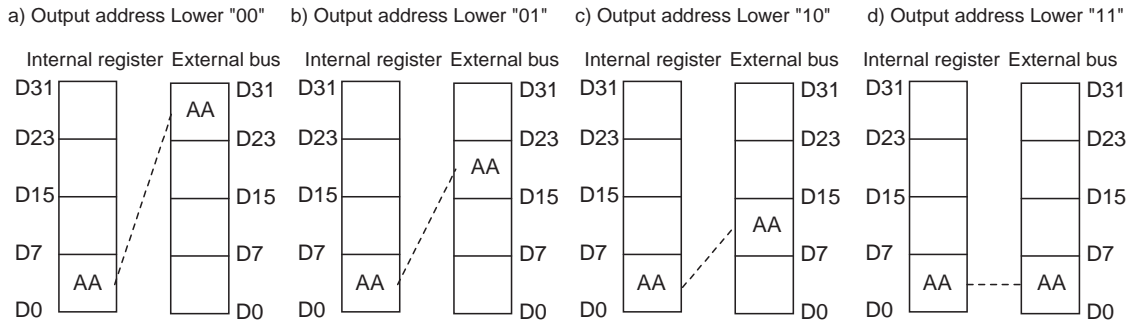 a) Output address Lower "00"
b) Output address Lower "01"
c) Output address Lower "10"
d) Output address Lower "11"
Internal register External bus
Internal register External bus
Internal register External bus
Internal register External bus
D31 D31 D31 D31 D31 D31 D31 D31
AA
D23 D23 D23 D23 D23 D23 D23 D23
AA
D15 D15 D15 D15 D15 D15 D15 D15
AA
D7 D7 D7 D7 D7 D7 D7 D7
AA AA AA AA AA
D0 D0 D0 D0 D0 D0 D0 D0